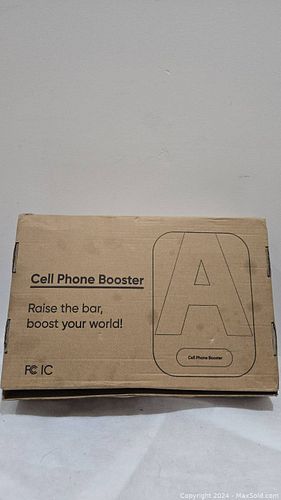 Cell Phone Booster
Raise the bar,
boost your world!
A
Cell Phone Booster
FC IC
Copyright 2024 - MaxSold.com